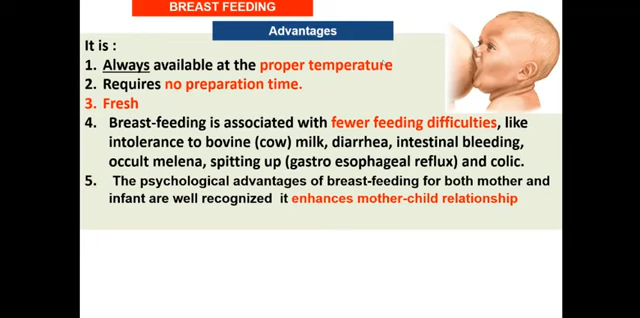 BREAST FEEDING
Advantages
It is :
1. Always available at the proper temperature
2. Requires no preparation time.
3. Fresh
4. Breast-feeding is associated with fewer feeding difficulties, like
intolerance to bovine (cow) milk, diarrhea, intestinal bleeding,
occult melena, spitting up (gastro esophageal reflux) and colic.
5. The psychological advantages of breast-feeding for both mother and
infant are well recognized it enhances mother-child relationship